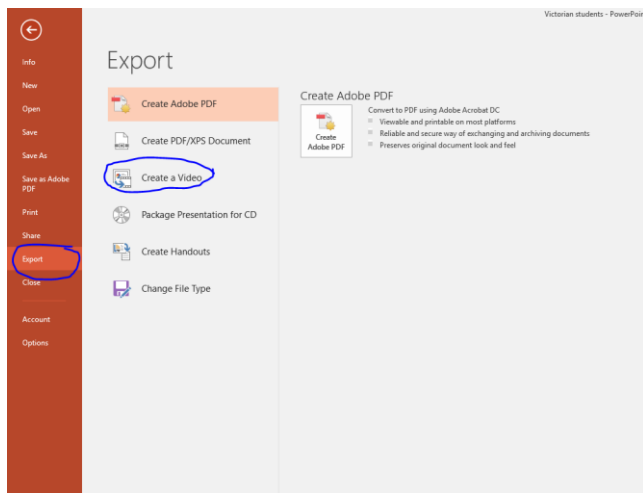 Victorian students - PowerPoin
Info
New
Open
Save
Save As
Save as Adobe
PDF
Print
Share
Export
Close
Account
Options
Export
Create Adobe PDF
Create PDF/XPS Document
Create a Video
Package Presentation for CD
Create Handouts
Change File Type
Create Adobe PDF
Create
Adobe PDF
Convert to PDF using Adobe Acrobat DC
Viewable and printable on most platforms
Reliable and secure way of exchanging and archiving documents
Preserves original document look and feel